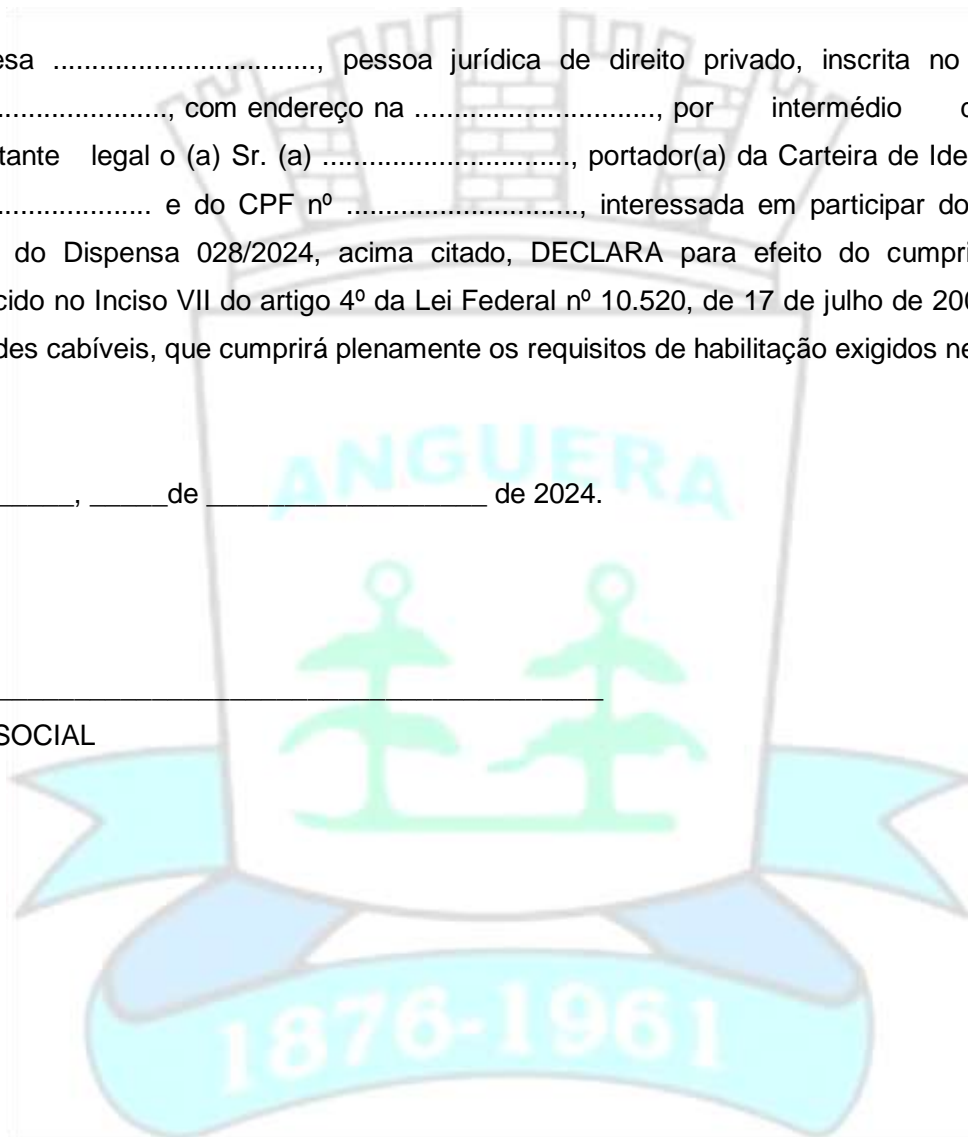 esa .................................., pessoa jurídica de direito privado, inscrita no
......................, com endereço na ..............................., por intermédio
tante legal o (a) Sr. (a) ................................, portador(a) da Carteira de Ide
.................... e do CPF nº .............................., interessada em participar do
do Dispensa 028/2024, acima citado, DECLARA para efeito do cumpri
cido no Inciso VII do artigo 4º da Lei Federal nº 10.520, de 17 de julho de 200
des cabíveis, que cumprirá plenamente os requisitos de habilitação exigidos ne
ANGUERA
_____, _____de __________________ de 2024.
_______________________________________
SOCIAL
1876-1961